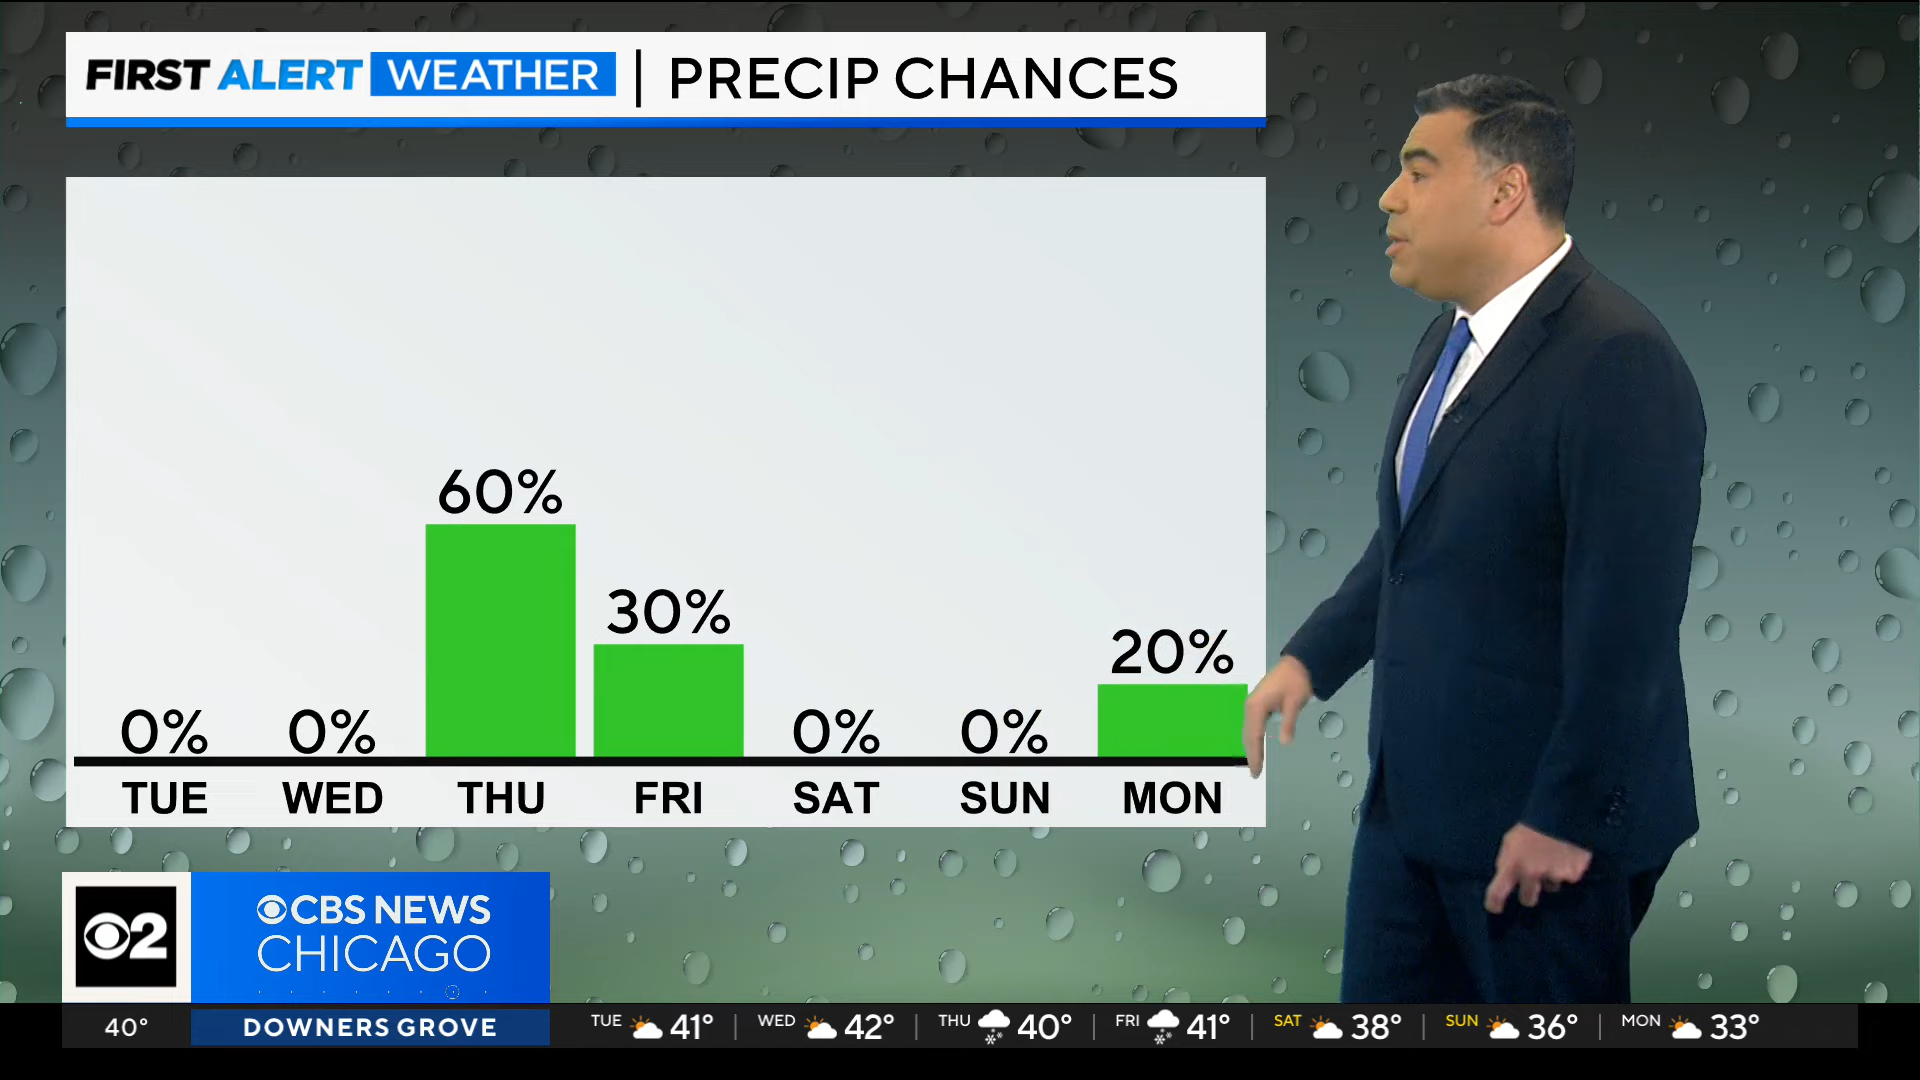 FIRST ALERT WEATHER | PRECIP CHANCES
60%
30%
20%
0% 0% 0% 0%
TUE WED THU FRI SAT SUN MON
2 CBS NEWS
CHICAGO
40° DOWNERS GROVE TUE 41° | WED 42° | THU 40° | FRI 41° | SAT 38° | SUN 36° | MON 33°